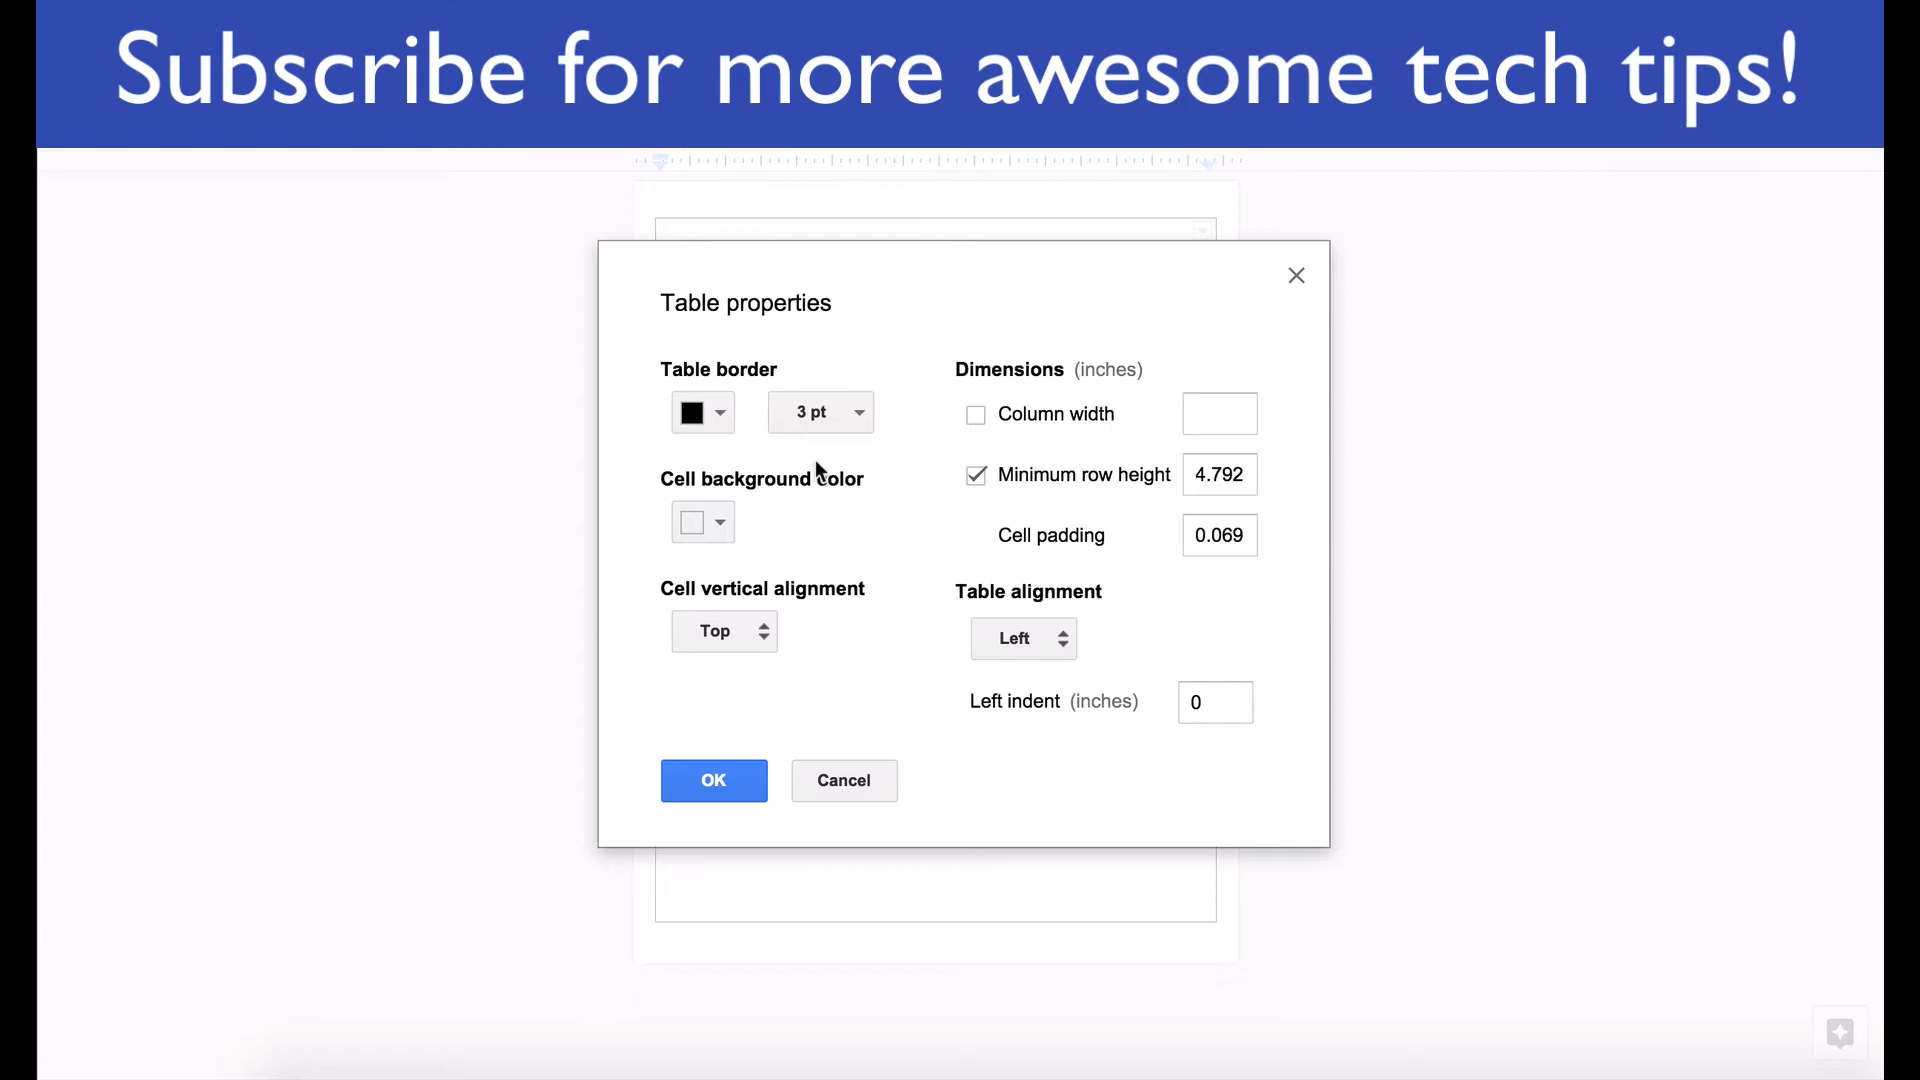 Subscribe for more awesome tech tips!
Table properties
Table border
3 pt
Cell background color
Cell vertical alignment
Top
Dimensions (inches)
Column width
Minimum row height 4.792
Cell padding 0.069
Table alignment
Left
Left indent (inches) 0
OK Cancel